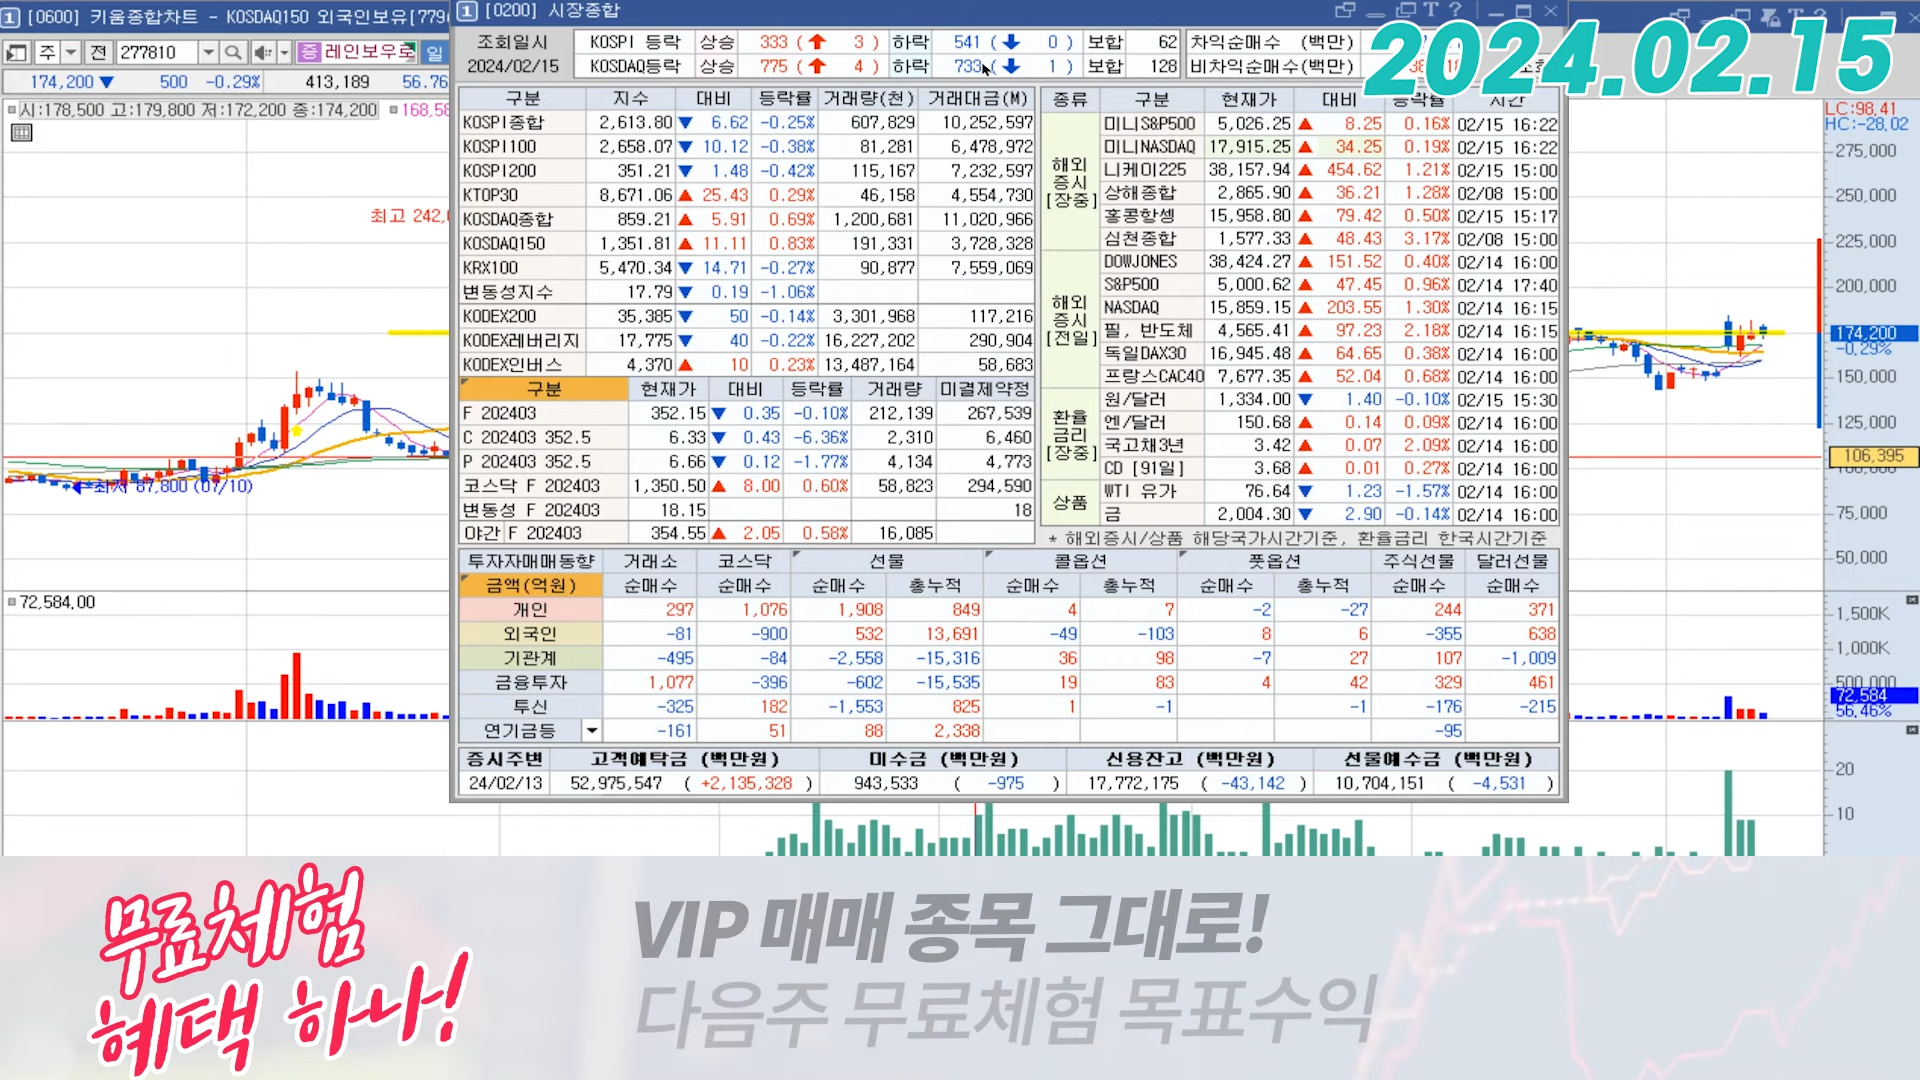 [0600] 키움종합차트 - KOSDAQ150 외국인보유[779
1 [0200] 시장종합
2024.02.15
주 전 277810 증 레인보우로 일
174,200 ▼ 500 -0.29% 413,189 56.76
시:178,500 고:179,800 저:172,200 종:174,200 168,58
조회일시 KOSPI 등락 상승 333 ( 3 ) 하락 541 ( 0 ) 보합 62 차익순매수 (백만)
2024/02/15 KOSDAQ등락 상승 775 ( 4 ) 하락 733 ( 1 ) 보합 128 비차익순매수(백만)
구분 지수 대비 등락률 거래량(천) 거래대금(M)
KOSPI종합 2,613.80 ▼ 6.62 -0.25% 607,829 10,252,597
KOSPI100 2,658.07 ▼ 10.12 -0.38% 81,281 6,478,972
KOSPI200 351.21 ▼ 1.48 -0.42% 115,167 7,232,597
KTOP30 8,671.06 ▲ 25.43 0.29% 46,158 4,554,730
KOSDAQ종합 859.21 ▲ 5.91 0.69% 1,200,681 11,020,966
KOSDAQ150 1,351.81 ▲ 11.11 0.83% 191,331 3,728,328
KRX100 5,470.34 ▼ 14.71 -0.27% 90,877 7,559,069
변동성지수 17.79 ▼ 0.19 -1.06%
KODEX200 35,385 ▼ 50 -0.14% 3,301,968 117,216
KODEX레버리지 17,775 ▼ 40 -0.22% 16,227,202 290,904
KODEX인버스 4,370 ▲ 10 0.23% 13,487,164 58,683
구분 현재가 대비 등락률 거래량 미결제약정
F 202403 352.15 ▼ 0.35 -0.10% 212,139 267,539
C 202403 352.5 6.33 ▼ 0.43 -6.36% 2,310 6,460
P 202403 352.5 6.66 ▼ 0.12 -1.77% 4,134 4,773
코스닥 F 202403 1,350.50 ▲ 8.00 0.60% 58,823 294,590
변동성 F 202403 18.15 18
야간 F 202403 354.55 ▲ 2.05 0.58% 16,085
종류 구분 현재가 대비 등락률 시간
해외증시[장중]
미니S&P500 5,026.25 ▲ 8.25 0.16% 02/15 16:22
미니NASDAQ 17,915.25 ▲ 34.25 0.19% 02/15 16:22
니케이225 38,157.94 ▲ 454.62 1.21% 02/15 15:00
상해종합 2,865.90 ▲ 36.21 1.28% 02/08 15:00
홍콩항셍 15,958.80 ▲ 79.42 0.50% 02/15 15:17
심천종합 1,577.33 ▲ 48.43 3.17% 02/08 15:00
해외증시[전일]
DOWJONES 38,424.27 ▲ 151.52 0.40% 02/14 16:00
S&P500 5,000.62 ▲ 47.45 0.96% 02/14 17:40
NASDAQ 15,859.15 ▲ 203.55 1.30% 02/14 16:15
필, 반도체 4,565.41 ▲ 97.23 2.18% 02/14 16:15
독일DAX30 16,945.48 ▲ 64.65 0.38% 02/14 16:00
프랑스CAC40 7,677.35 ▲ 52.04 0.68% 02/14 16:00
환율금리[장중]
원/달러 1,334.00 ▼ 1.40 -0.10% 02/15 15:30
엔/달러 150.68 ▲ 0.14 0.09% 02/14 16:00
국고채3년 3.42 ▲ 0.07 2.09% 02/14 16:00
CD [91일] 3.68 ▲ 0.01 0.27% 02/14 16:00
상품
WTI 유가 76.64 ▼ 1.23 -1.57% 02/14 16:00
금 2,004.30 ▼ 2.90 -0.14% 02/14 16:00
* 해외증시/상품 해당국가시간기준, 환율금리 한국시간기준
투자자매매동향 거래소 코스닥 선물 콜옵션 풋옵션 주식선물 달러선물
금액(억원) 순매수 순매수 순매수 총누적 순매수 총누적 순매수 총누적 순매수 순매수
개인 297 1,076 1,908 849 4 7 -2 -27 244 371
외국인 -81 -900 532 13,691 -49 -103 8 6 -355 638
기관계 -495 -84 -2,558 -15,316 36 98 -7 27 107 -1,009
금융투자 1,077 -396 -602 -15,535 19 83 4 42 329 461
투신 -325 182 -1,553 825 1 -1 -1 -176 -215
연기금등 -161 51 88 2,338 -95
증시주변 고객예탁금 (백만원) 미수금 (백만원) 신용잔고 (백만원) 선물예수금 (백만원)
24/02/13 52,975,547 ( +2,135,328 ) 943,533 ( -975 ) 17,772,175 ( -43,142 ) 10,704,151 ( -4,531 )
최고 242,
최저 87,800 (07/10)
72,584.00
LC:98.41
HC:-28.02
275,000
250,000
225,000
200,000
174,200
-0.29%
150,000
125,000
106,395
75,000
50,000
1,500K
1,000K
72,584
56.46%
20
10
무료체험
혜택 하나!
VIP 매매 종목 그대로!
다음주 무료체험 목표수익